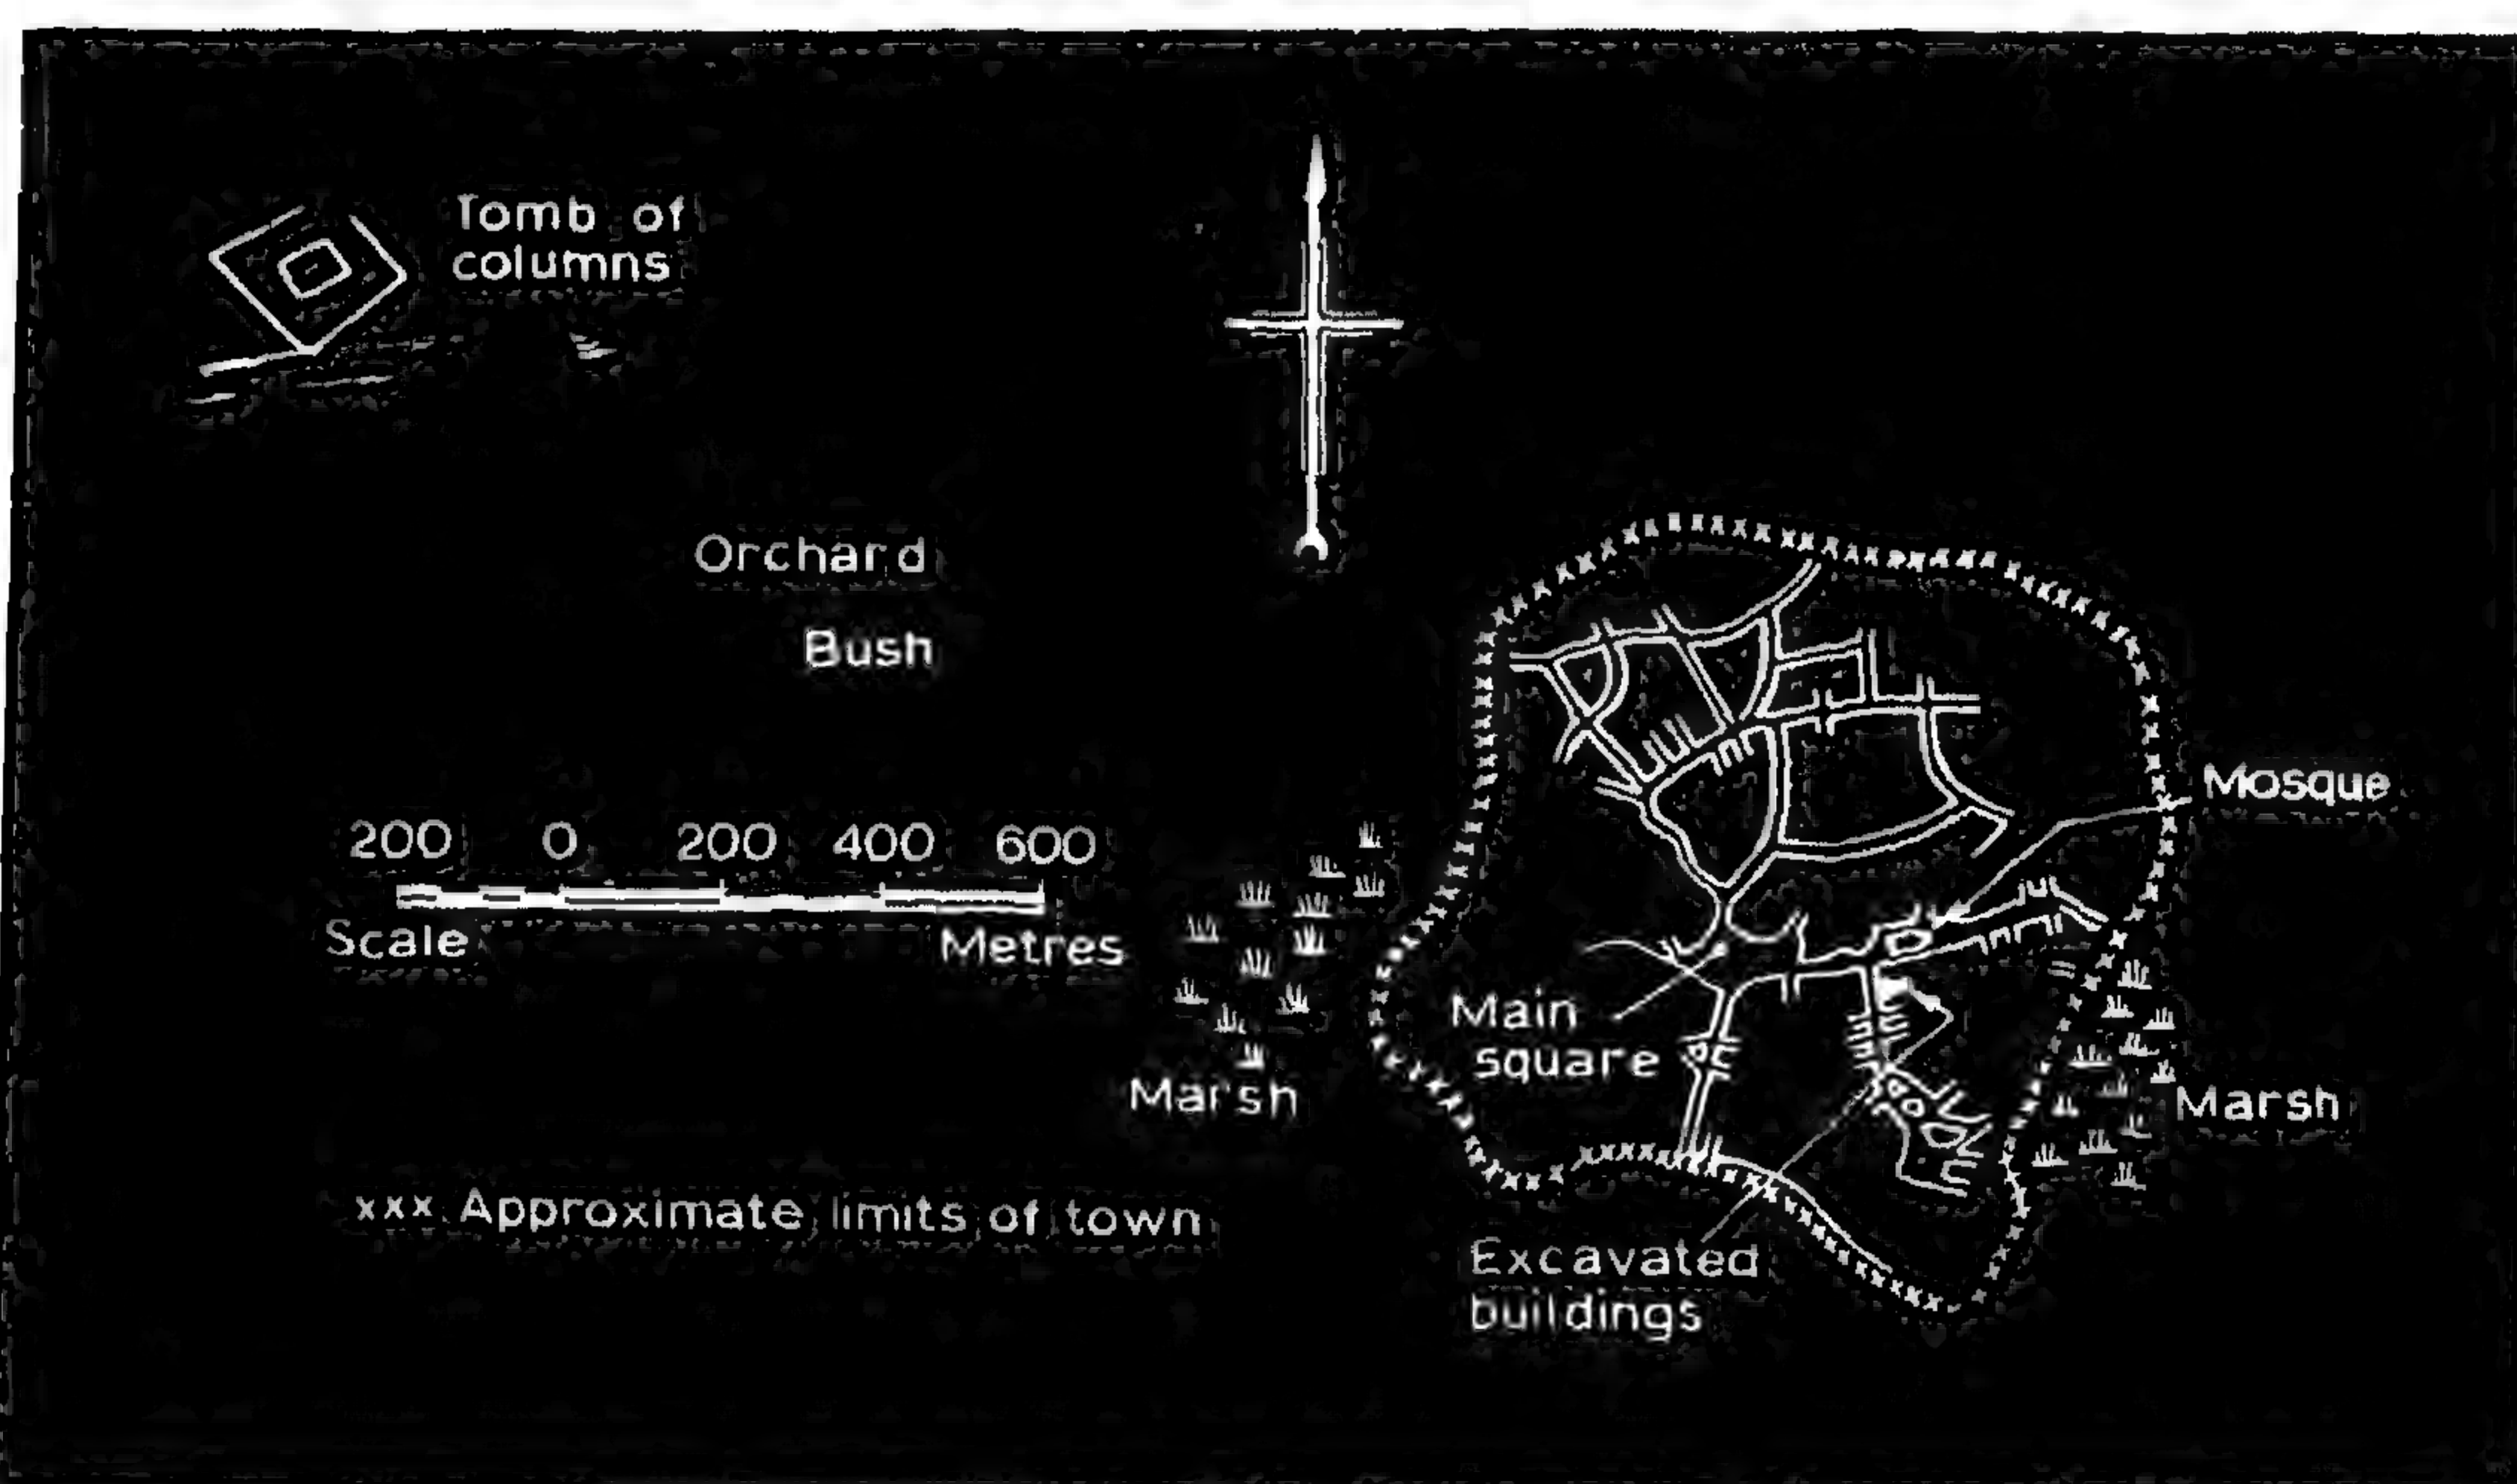 Tomb of
columns
Orchard
Bush
Mosque
200 0 200 400 600
Scale
Metres
Main
square
Marsh
Marsh
xxx Approximate limits of town
Excavated
buildings